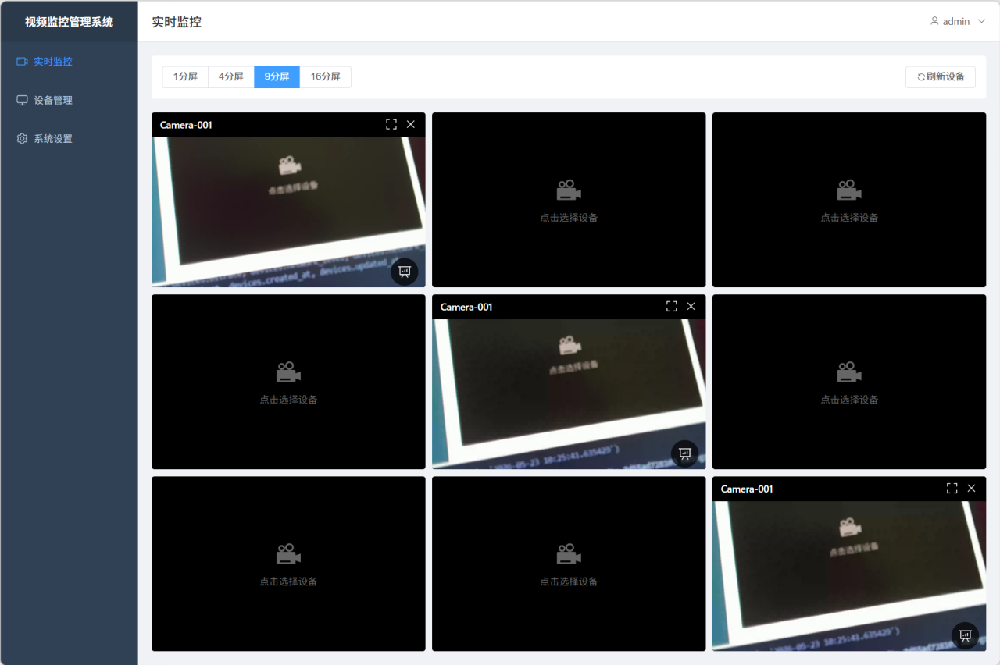 视频监控管理系统
实时监控
admin
实时监控
设备管理
系统设置
1分屏
4分屏
9分屏
16分屏
刷新设备
Camera-001
点击选择设备
devices.created_at, devices.updated_at
点击选择设备
点击选择设备
点击选择设备
Camera-001
点击选择设备
2026-05-23 10:25:41.635429')
点击选择设备
点击选择设备
点击选择设备
Camera-001
点击选择设备
05-23 10:25:41.635429')